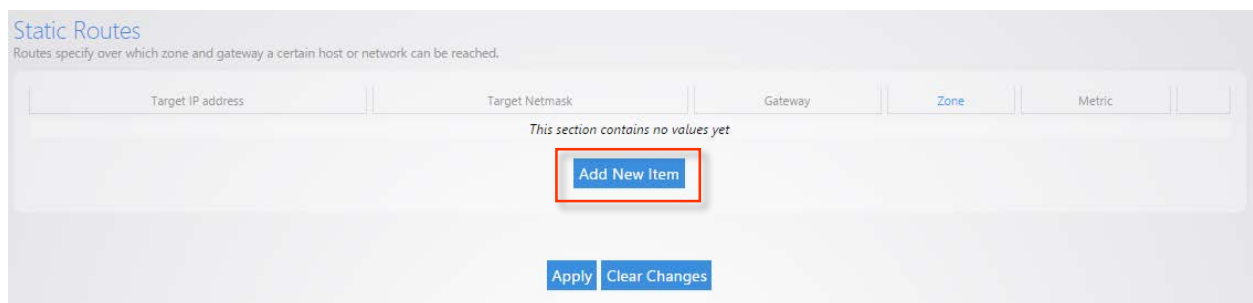 Static Routes
Routes specify over which zone and gateway a certain host or network can be reached.
Target IP address Target Netmask Gateway Zone Metric
This section contains no values yet
Add New Item
Apply Clear Changes